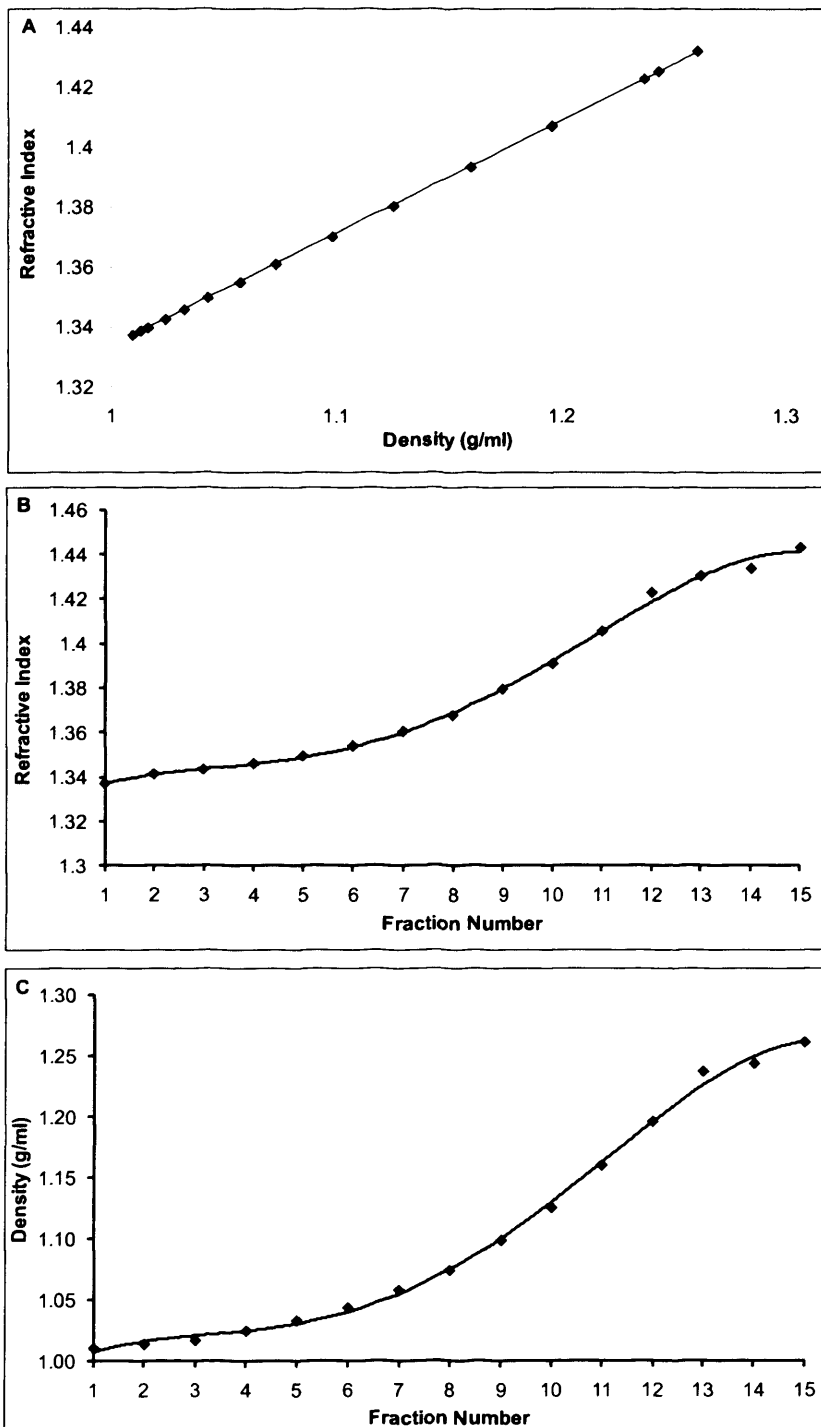 A
1.44
1.42
1.4
1.38
1.36
1.34
1.32
Refractive Index
1 1.1 1.2 1.3
Density (g/ml)
B
1.46
1.44
1.42
1.4
1.38
1.36
1.34
1.32
1.3
Refractive Index
1 2 3 4 5 6 7 8 9 10 11 12 13 14 15
Fraction Number
C
1.30
1.25
1.20
1.15
1.10
1.05
1.00
Density (g/ml)
1 2 3 4 5 6 7 8 9 10 11 12 13 14 15
Fraction Number